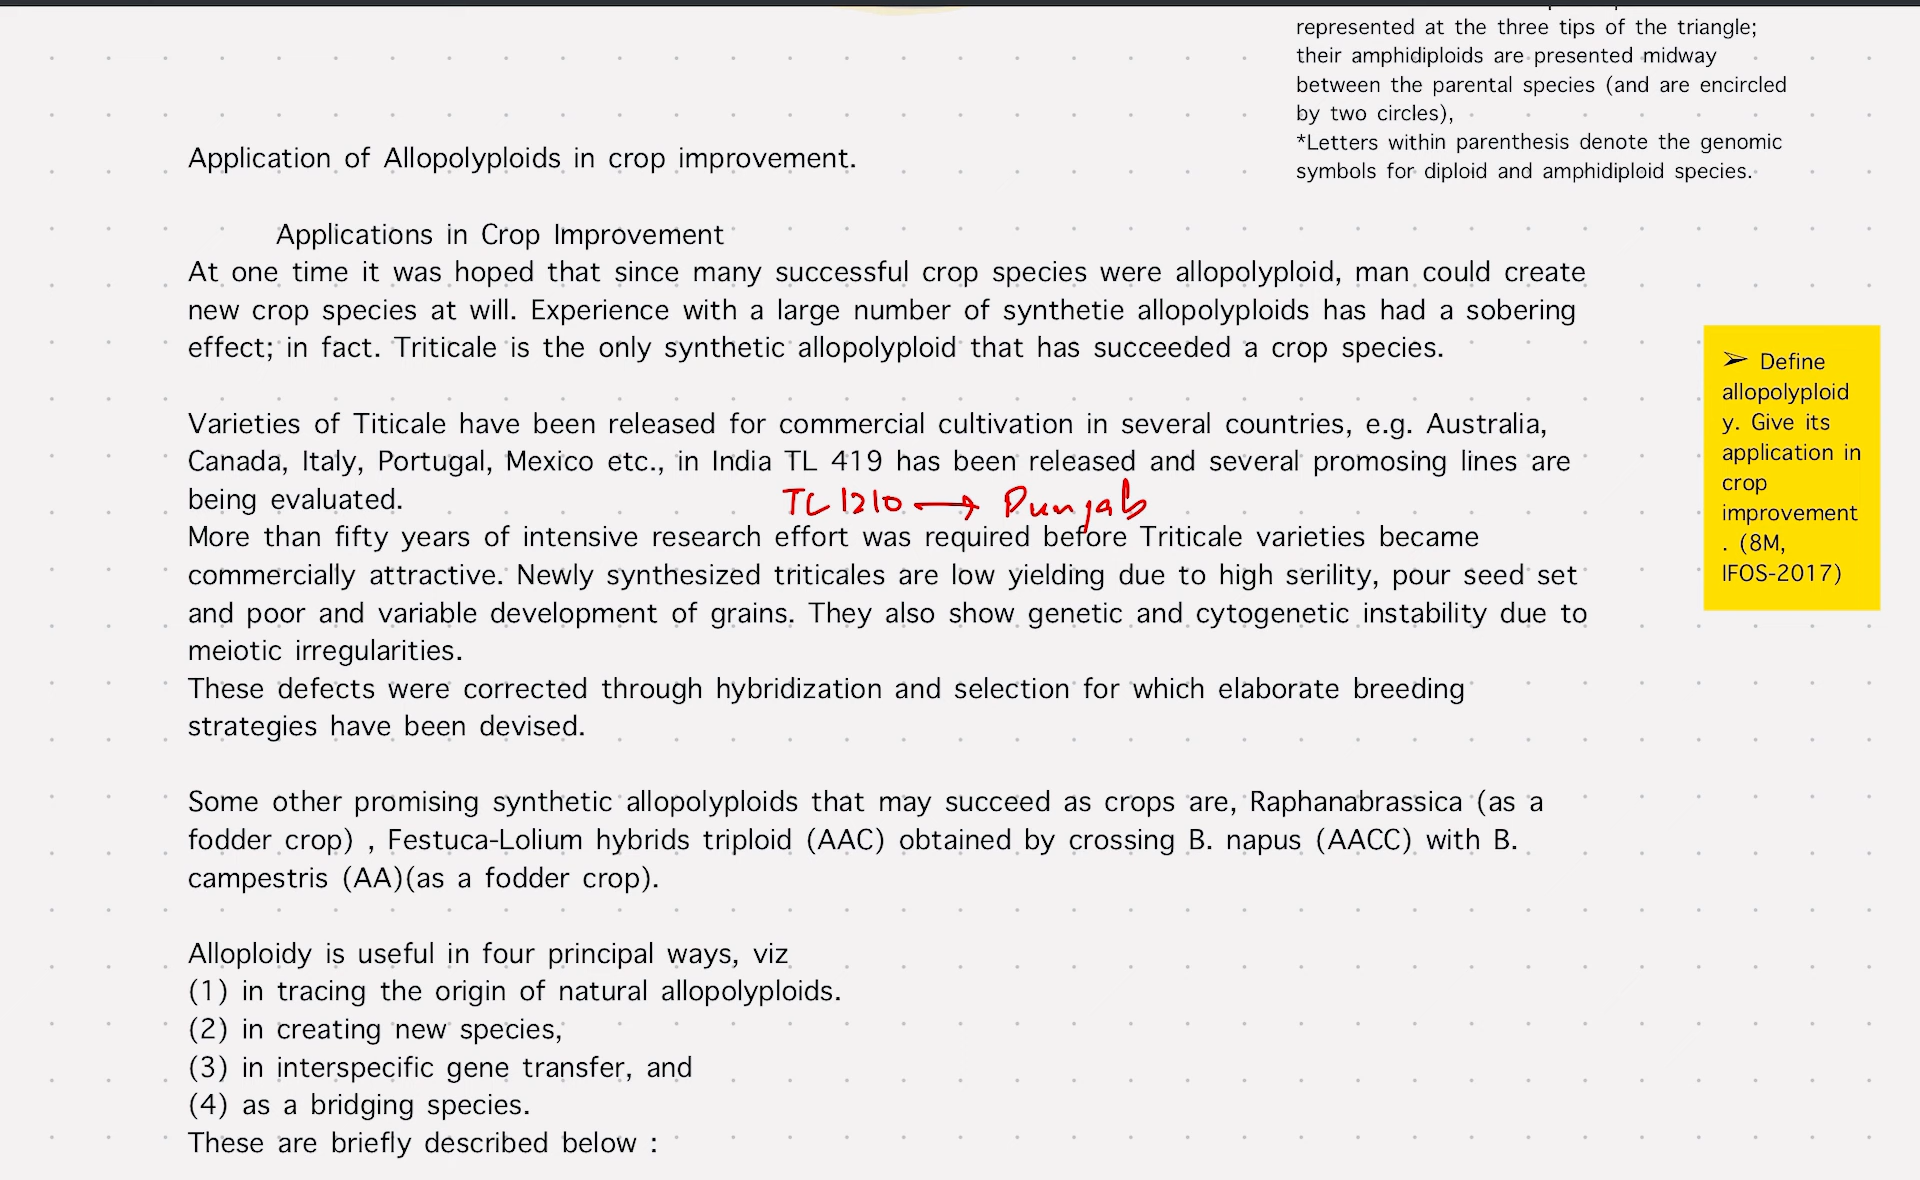 represented at the three tips of the triangle;
their amphidiploids are presented midway
between the parental species (and are encircled
by two circles),
*Letters within parenthesis denote the genomic
symbols for diploid and amphidiploid species.
Application of Allopolyploids in crop improvement.
Applications in Crop Improvement
At one time it was hoped that since many successful crop species were allopolyploid, man could create
new crop species at will. Experience with a large number of synthetie allopolyploids has had a sobering
effect; in fact. Triticale is the only synthetic allopolyploid that has succeeded a crop species.
Varieties of Titicale have been released for commercial cultivation in several countries, e.g. Australia,
Canada, Italy, Portugal, Mexico etc., in India TL 419 has been released and several promosing lines are
being evaluated.
TL 1210 → Punjab
More than fifty years of intensive research effort was required before Triticale varieties became
commercially attractive. Newly synthesized triticales are low yielding due to high serility, pour seed set
and poor and variable development of grains. They also show genetic and cytogenetic instability due to
meiotic irregularities.
These defects were corrected through hybridization and selection for which elaborate breeding
strategies have been devised.
Some other promising synthetic allopolyploids that may succeed as crops are, Raphanabrassica (as a
fodder crop) , Festuca-Lolium hybrids triploid (AAC) obtained by crossing B. napus (AACC) with B.
campestris (AA)(as a fodder crop).
Alloploidy is useful in four principal ways, viz
(1) in tracing the origin of natural allopolyploids.
(2) in creating new species,
(3) in interspecific gene transfer, and
(4) as a bridging species.
These are briefly described below :
➢ Define
allopolyploid
y. Give its
application in
crop
improvement
. (8M,
IFOS-2017)